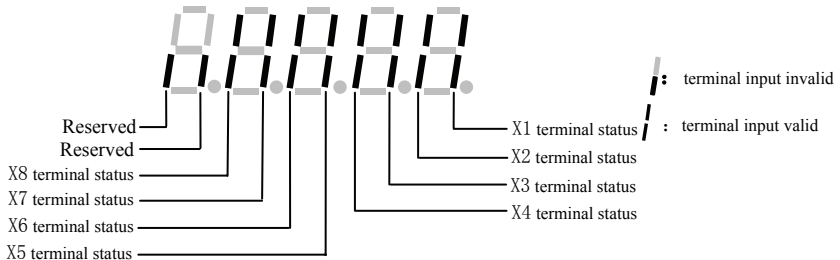 : terminal input invalid
: terminal input valid
Reserved
Reserved
X8 terminal status
X7 terminal status
X6 terminal status
X5 terminal status
X1 terminal status
X2 terminal status
X3 terminal status
X4 terminal status